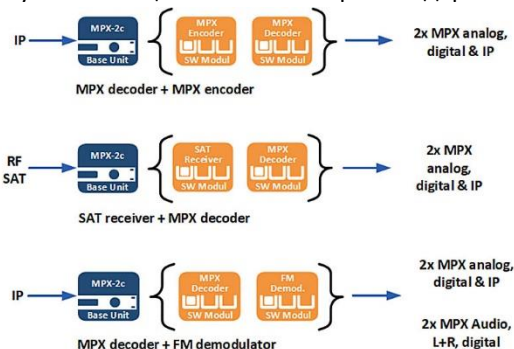 IP
MPX-2c
Base Unit
MPX
Encoder
SW Modul
MPX
Decoder
SW Modul
2x MPX analog,
digital & IP
MPX decoder + MPX encoder
RF
SAT
MPX-2c
Base Unit
SAT
Receiver
SW Modul
MPX
Decoder
SW Modul
2x MPX
analog,
digital & IP
SAT receiver + MPX decoder
IP
MPX-2c
Base Unit
MPX
Decoder
SW Modul
FM
Demod.
SW Modul
2x MPX analog,
digital & IP
2x MPX Audio,
L+R, digital
MPX decoder + FM demodulator